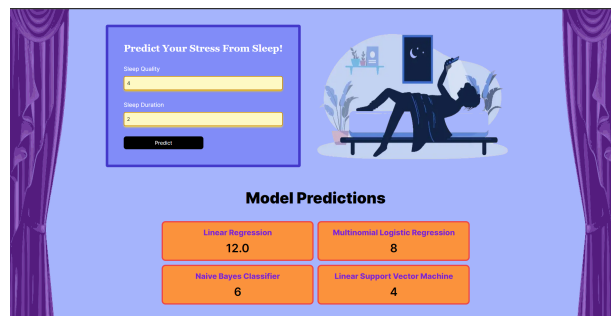 Predict Your Stress From Sleep!
Sleep Quality
4
Sleep Duration
2
Predict
Model Predictions
Linear Regression
12.0
Multinomial Logistic Regression
8
Naive Bayes Classifier
6
Linear Support Vector Machine
4